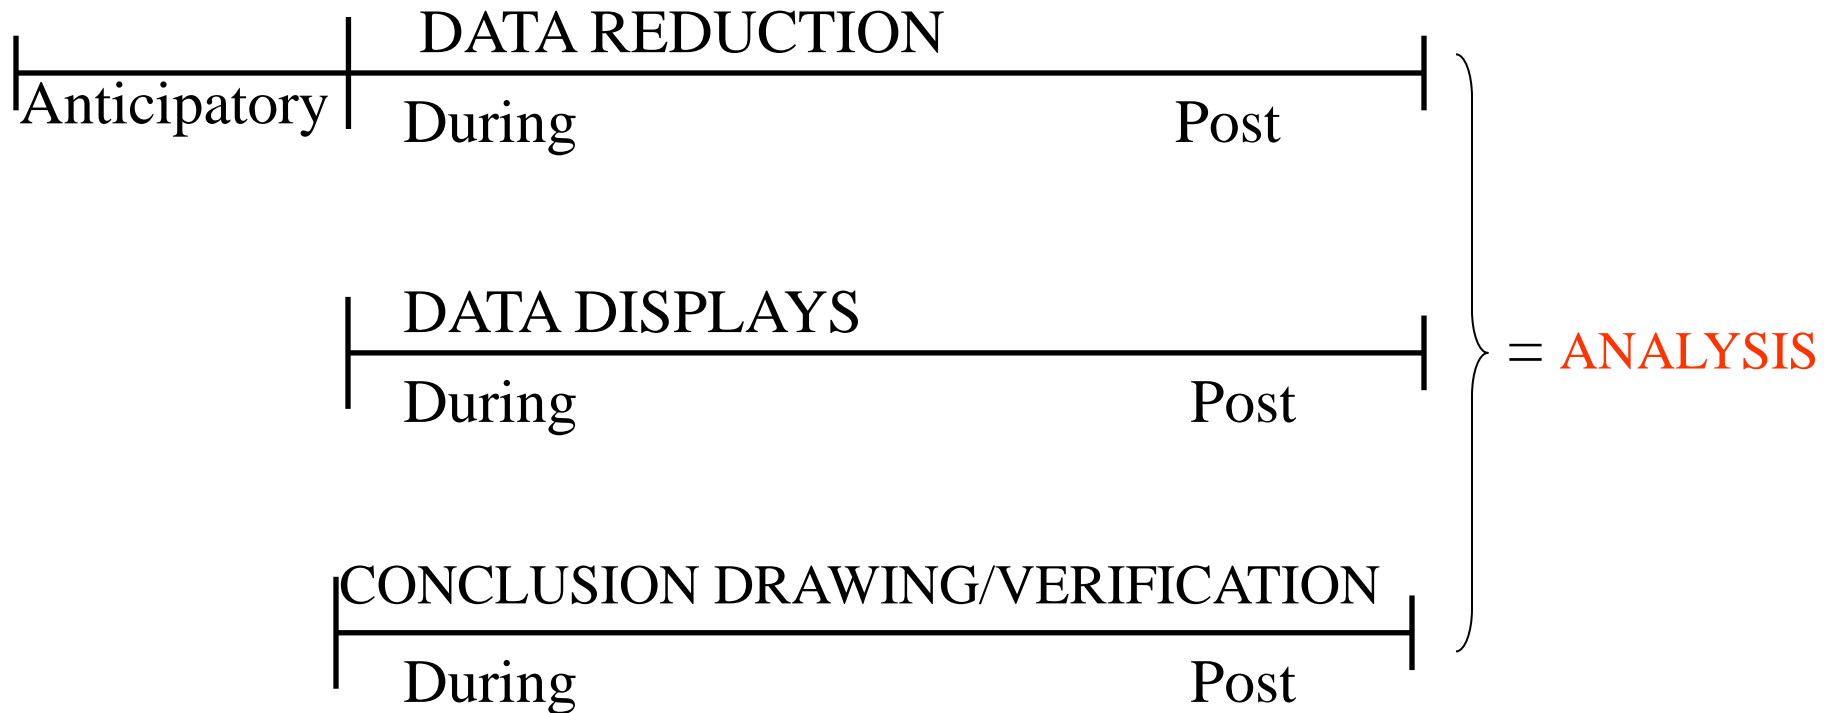 DATA REDUCTION
Anticipatory
During Post
DATA DISPLAYS
During Post
= ANALYSIS
CONCLUSION DRAWING/VERIFICATION
During Post